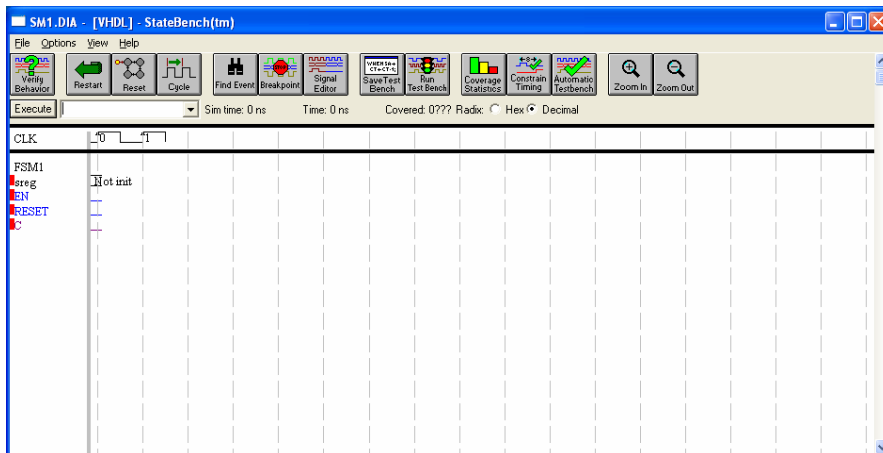 SM1.DIA - [VHDL] - StateBench(tm)
File Options View Help
Verify Behavior Restart Reset Cycle Find Event Breakpoint Signal Editor SaveTest Bench Run Test Bench Coverage Statistics Constrain Timing Automatic Testbench Zoom In Zoom Out
Execute Sim time: 0 ns Time: 0 ns Covered: 0??? Radix: Hex Decimal
CLK 0 1
FSM1
sreg Not init
EN
RESET
C